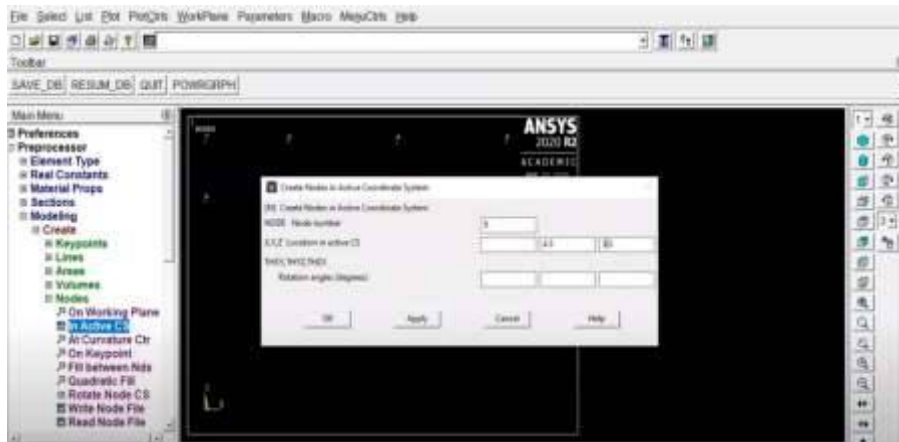 File Select List Plot PlotCtrls WorkPlane Parameters Macro MenuCtrls Help
Toolbar
SAVE_DB RESUM_DB QUIT POWRGRPH
Main Menu
Preferences
Preprocessor
Element Type
Real Constants
Material Props
Sections
Modeling
Create
Keypoints
Lines
Areas
Volumes
Nodes
On Working Plane
In Active CS
At Curvature Ctr
On Keypoint
Fill between Nds
Quadratic Fill
Rotate Node CS
Write Node File
Read Node File
1
NODES
ANSYS
2020 R2
ACADEMIC
Create Nodes in Active Coordinate System
[N] Create Nodes in Active Coordinate System
NODE Node number
X,Y,Z Location in active CS
THXY, THYZ, THZX
Rotation angles (degrees)
OK Apply Cancel Help
1
3